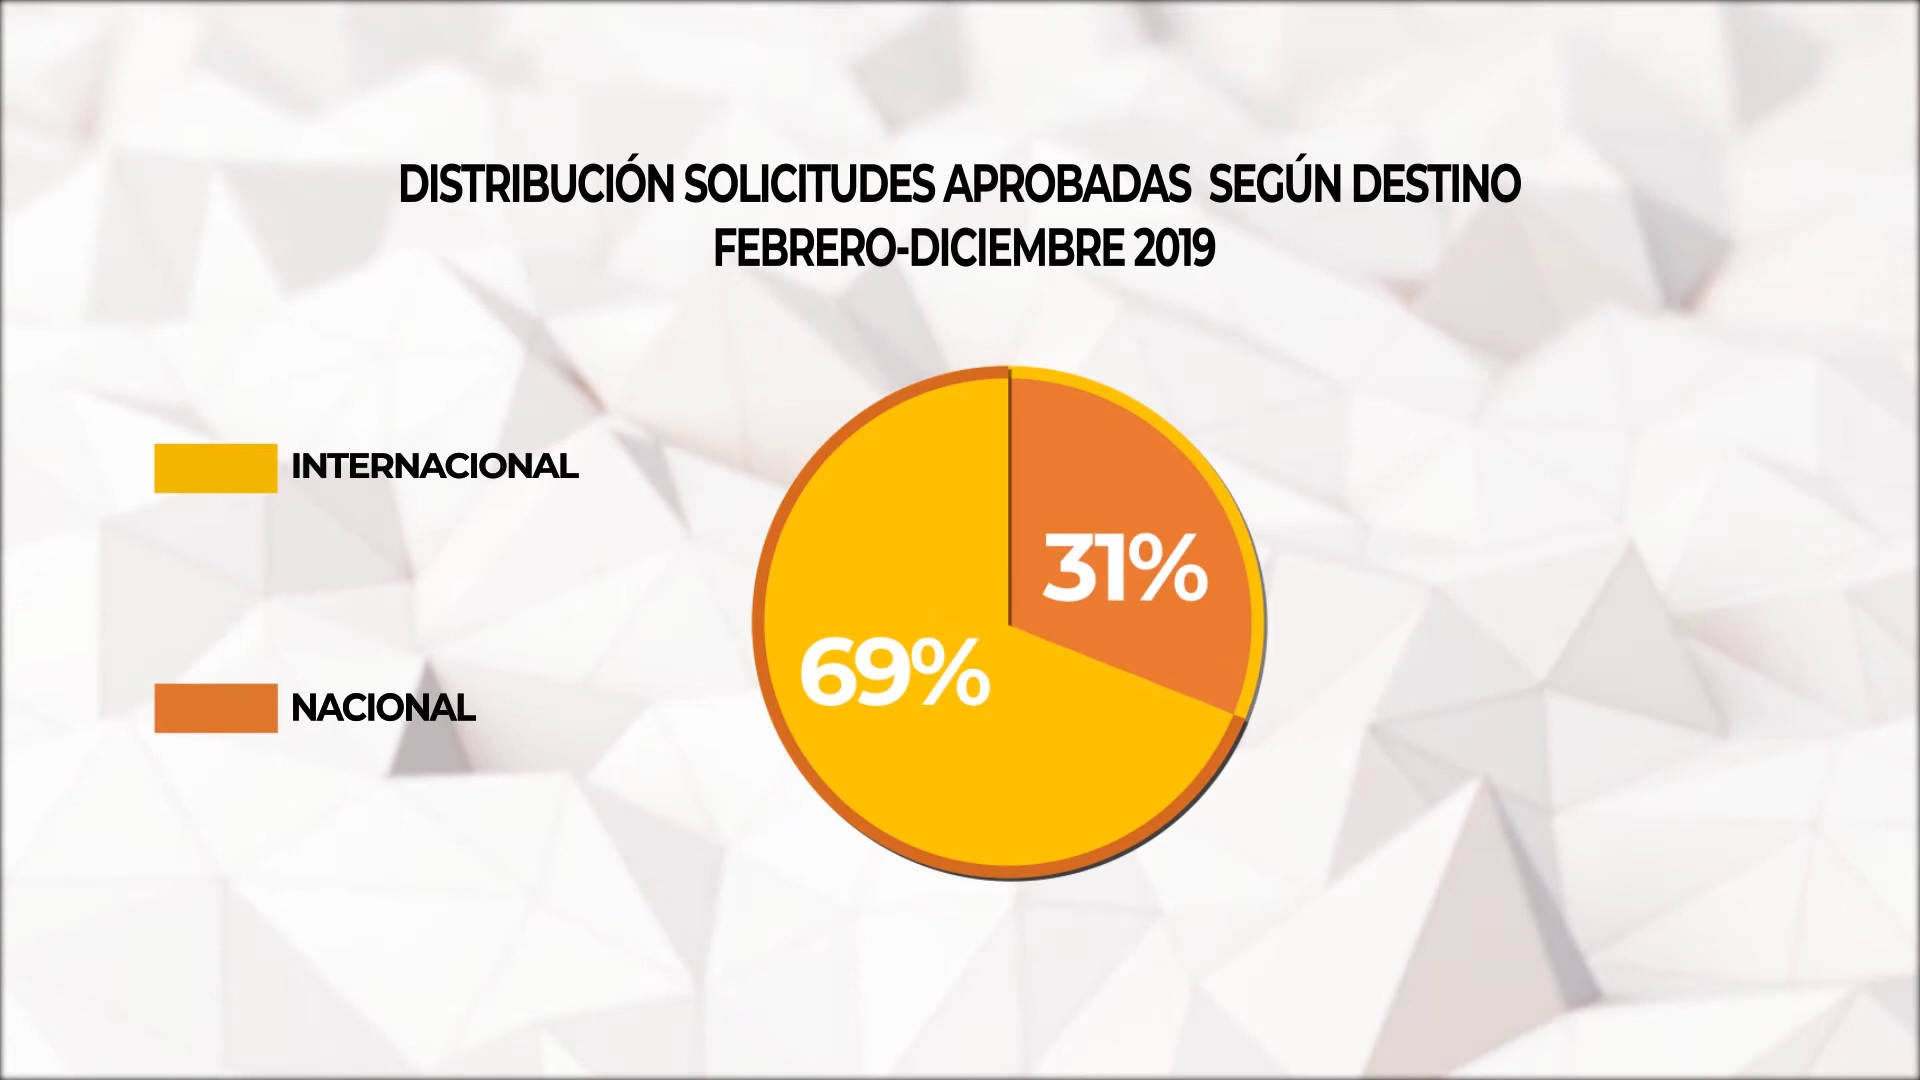 DISTRIBUCIÓN SOLICITUDES APROBADAS SEGÚN DESTINO
FEBRERO-DICIEMBRE 2019
INTERNACIONAL
NACIONAL
31%
69%